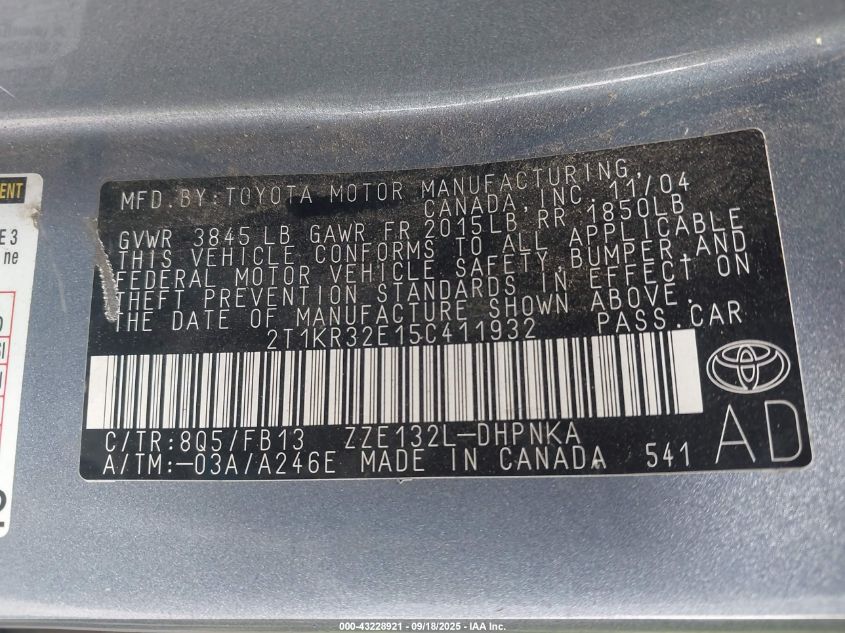 MFD. BY: TOYOTA MOTOR MANUFACTURING,
CANADA, INC. 11/04
GVWR 3845 LB GAWR FR 2015LB RR 1850LB
THIS VEHICLE CONFORMS TO ALL APPLICABLE
FEDERAL MOTOR VEHICLE SAFETY, BUMPER AND
THEFT PREVENTION STANDARDS IN EFFECT ON
THE DATE OF MANUFACTURE SHOWN ABOVE.
2T1KR32E15C411932 PASS.CAR
C/TR:8Q5/FB13 ZZE132L-DHPNKA
A/TM:-03A/A246E MADE IN CANADA 541
AD
E 3
ne
2
000-43228921 - 09/18/2025 - IAA Inc.